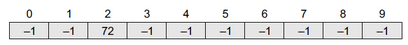 0 1 2 3 4 5 6 7 8 9
–1 –1 72 –1 –1 –1 –1 –1 –1 –1